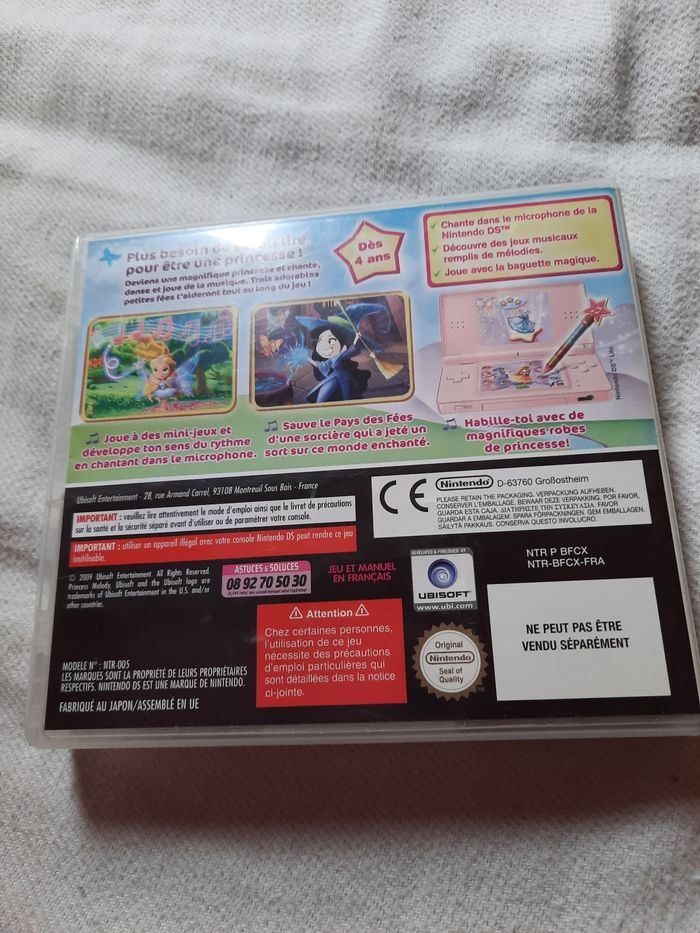 Plus besoin de savoir lire
pour être une princesse !
Deviens une magnifique princesse et chante,
danse et joue de la musique. Trois adorables
petites fées t'aideront tout au long du jeu !
Dès
4 ans
✓ Chante dans le microphone de la
Nintendo DS™
✓ Découvre des jeux musicaux
remplis de mélodies.
✓ Joue avec la baguette magique.
Nintendo DS™ Lite
Joue à des mini-jeux et
développe ton sens du rythme
en chantant dans le microphone.
Sauve le Pays des Fées
d'une sorcière qui a jeté un
sort sur ce monde enchanté.
Habille-toi avec de
magnifiques robes
de princesse!
Ubisoft Entertainment - 28, rue Armand Carrel, 93108 Montreuil Sous Bois - France
IMPORTANT : veuillez lire attentivement le mode d'emploi ainsi que le livret de précautions
sur la santé et la sécurité séparé avant d'utiliser ou de paramétrer votre console.
IMPORTANT : utiliser un appareil illégal avec votre console Nintendo DS peut rendre ce jeu
inutilisable.
© 2009 Ubisoft Entertainment. All Rights Reserved.
Princess Melody, Ubisoft and the Ubisoft logo are
trademarks of Ubisoft Entertainment in the U.S. and/or
other countries.
ASTUCES & SOLUCES
08 92 70 50 30
JEU ET MANUEL
EN FRANÇAIS
CE
Nintendo
D-63760 Großostheim
PLEASE RETAIN THE PACKAGING. VERPACKUNG AUFHEBEN.
CONSERVER L'EMBALLAGE. BEWAAR DEZE VERPAKKING. POR FAVOR,
GUARDA ESTA CAJA. ΔΙΑΤΗΡΗΣΤΕ ΤΗΝ ΣΥΣΚΕΥΑΣΙΑ. FAVOR
GUARDAR A EMBALAGEM. SPARA FÖRPACKNINGEN. GEM EMBALLAGEN.
SÄILYTÄ PAKKAUS. CONSERVA QUESTO INVOLUCRO.
DEVELOPED & PUBLISHED BY
UBISOFT
www.ubi.com
NTR P BFCX
NTR-BFCX-FRA
⚠ Attention ⚠
Chez certaines personnes,
l'utilisation de ce jeu
nécessite des précautions
d'emploi particulières qui
sont détaillées dans la notice
ci-jointe.
Original
Nintendo
Seal of
Quality
TM
NE PEUT PAS ÊTRE
VENDU SÉPARÉMENT
MODELE N° : NTR-005
LES MARQUES SONT LA PROPRIÉTÉ DE LEURS PROPRIÉTAIRES
RESPECTIFS. NINTENDO DS EST UNE MARQUE DE NINTENDO.
FABRIQUÉ AU JAPON/ASSEMBLÉ EN UE